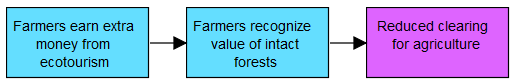 Farmers earn extra
money from
ecotourism
Farmers recognize
value of intact
forests
Reduced clearing
for agriculture